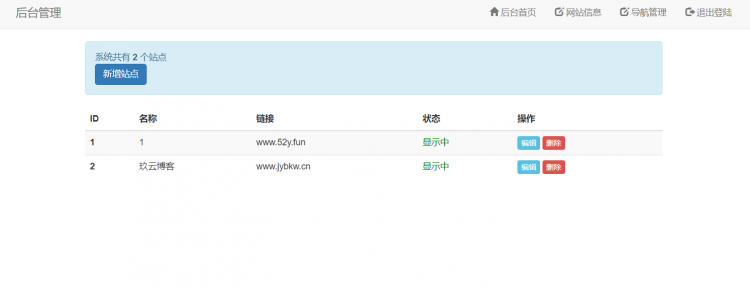 后台管理 后台首页 网站信息 导航管理 退出登陆
系统共有 2 个站点
新增站点
ID 名称 链接 状态 操作
1 1 www.52y.fun 显示中 编辑 删除
2 玖云博客 www.jybkw.cn 显示中 编辑 删除